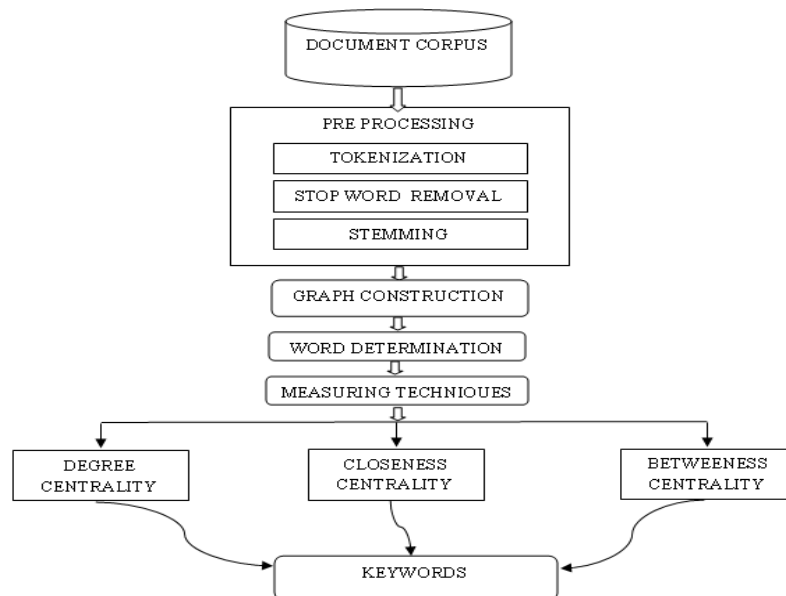 DOCUMENT CORPUS
PRE PROCESSING
TOKENIZATION
STOP WORD REMOVAL
STEMMING
GRAPH CONSTRUCTION
WORD DETERMINATION
MEASURING TECHNIOUES
DEGREE
CENTRALITY
CLOSENESS
CENTRALITY
BETWEENESS
CENTRALITY
KEYWORDS